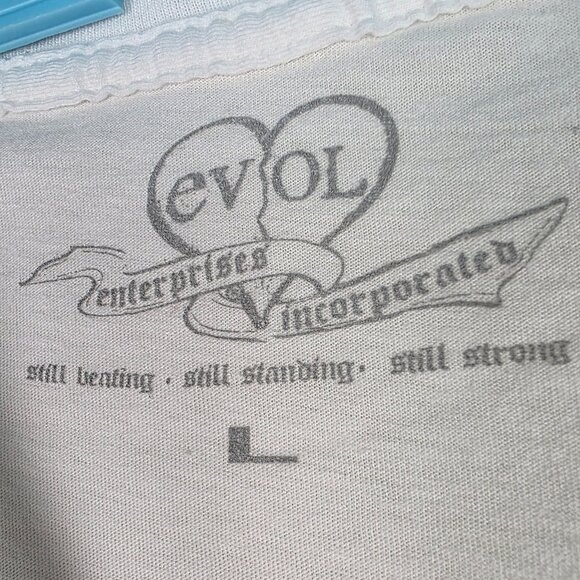 evOL
enterprises
incorporated
still beating . still standing. still strong
L